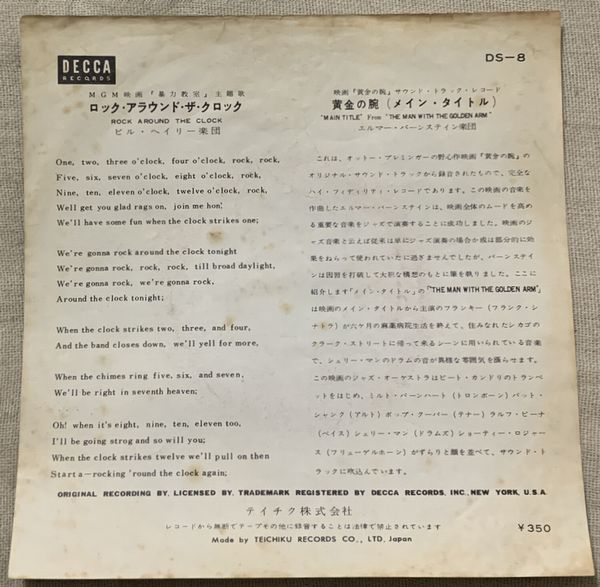 DECCA
RECORDS
DS-8
MGM映画『暴力教室』主題歌
ロック・アラウンド・ザ・クロック
ROCK AROUND THE CLOCK
ビル・ヘイリー楽団
One, two, three o'clock, four o'clock, rock, rock,
Five, six, seven o'clock, eight o'clock, rock,
Nine, ten, eleven o'clock, twelve o'clock, rock,
We'll get you glad rags on, join me hon'
We'll have some fun when the clock strikes one;
We're gonna rock around the clock tonight
We're gonna rock, rock, rock, till broad daylight,
We're gonna rock, we're gonna rock,
Around the clock tonight;
When the clock strikes two, three, and four,
And the band closes down, we'll yell for more,
When the chimes ring five, six, and seven,
We'll be right in seventh heaven;
Oh! when it's eight, nine, ten, eleven too,
I'll be going strog and so will you;
When the clock strikes twelve we'll pull on then
Start a-rocking 'round the clock again;
映画『黄金の腕』サウンド・トラック・レコード
黄金の腕(メイン・タイトル)
"MAIN TITLE" From "THE MAN WITH THE GOLDEN ARM"
エルマー・バーンステイン楽団
これは、オットー・プレミンガーの野心作映画『黄金の腕』の
オリジナル・サウンド・トラックから録音されたもので、完全な
ハイ・フィディリティ・レコードであります。この映画の音楽を
作曲したエルマー・バーンステインは、映画全体のムードを高め
る重要な音楽をジャズで演奏することに成功しました。映画のジ
ャズ音楽と云えば従来は単にジャズ演奏の場合か或は部分的に効
果をねらって使われていたに過ぎませんでしたが、バーンステイ
ンは因習を打破して大胆な構想のもとに筆を執りました。ここに
紹介します「メイン・タイトル」の「"THE MAN WITH THE GOLDEN ARM」
は映画のメイン・タイトルから主演のフランキー(フランク・シ
ナトラ)が六ケ月の麻薬病院生活を終えて、住みなれたシカゴの
クラーク・ストリートに帰って来るシーンに用いられている音楽
で、シェリー・マンのドラムの音が異様な雰囲気を漲らせます。
この映画のジャズ・オーケストラはピート・カンドリのトランペ
ットをはじめ、ミルト・バーンハート(トロンボーン)バット・
シャンク(アルト)ボップ・クーパー(テナー)ラルフ・ピーナ
(ベイス)シェリー・マン(ドラムズ)ショーティー・ロジャー
ス(フリューゲルホーン)がずらりと顔を並べて、サウンド・ト
ラックに吹込んでいます。
ORIGINAL RECORDING BY, LICENSED BY, TRADEMARK REGISTERED BY DECCA RECORDS, INC., NEW YORK, U.S.A.
テイチク株式会社
レコードから無断でテープその他に録音することは法律で禁止されています
Made by TEICHIKU RECORDS CO., LTD. Japan
¥350